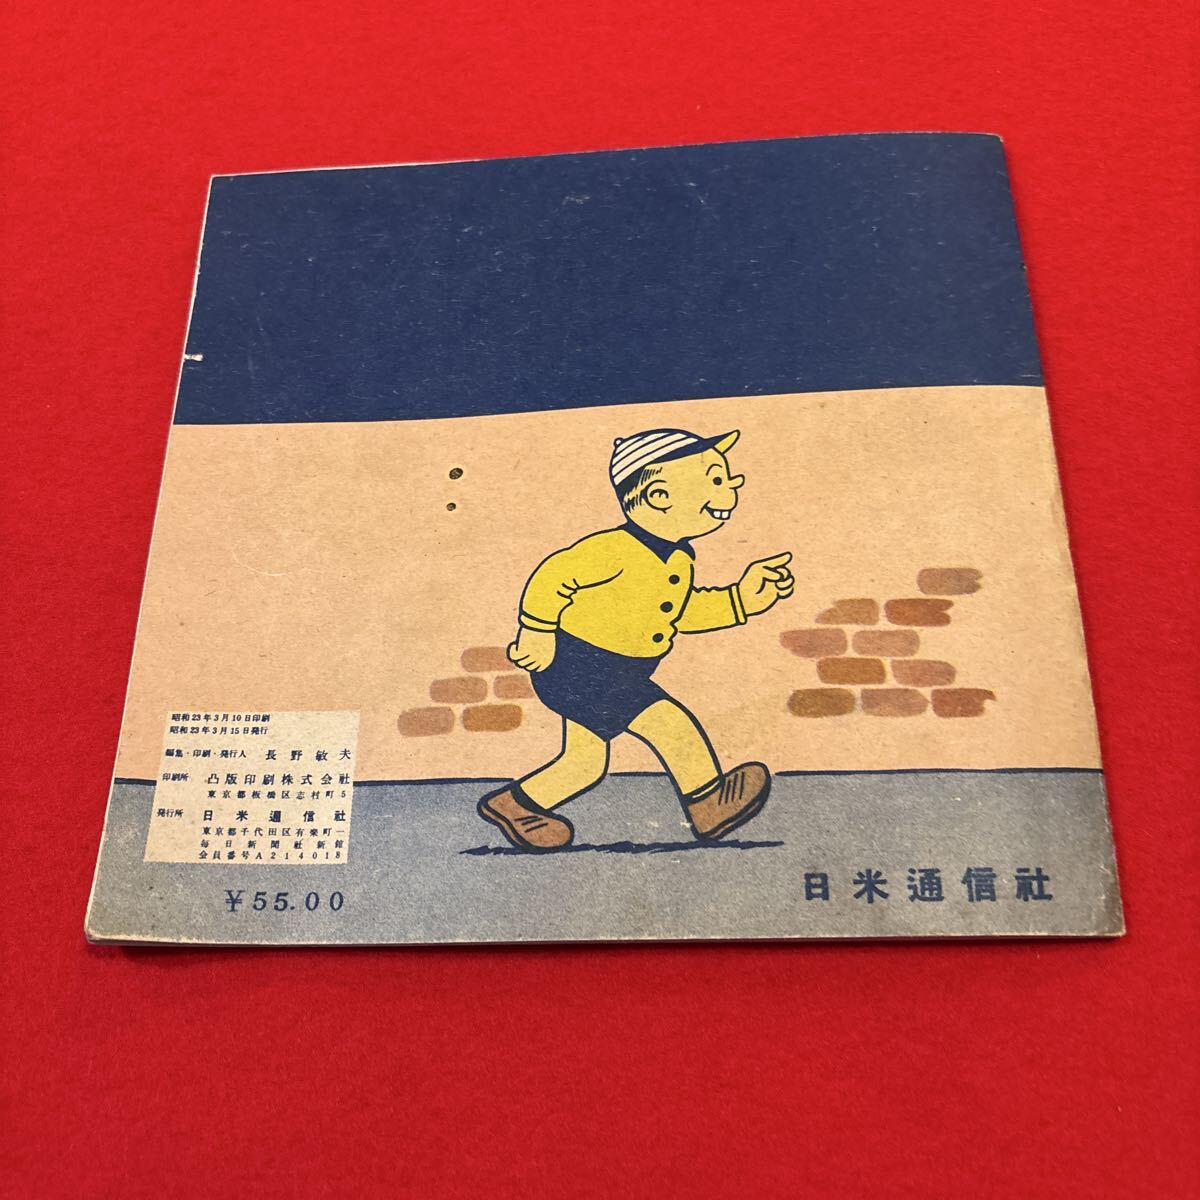 昭和23年3月10日印刷
昭和23年3月15日発行
編集・印刷・発行人 長野敏夫
印刷所 凸版印刷株式会社
東京都板橋区志村町5
発行所 日米通信社
東京都千代田区有楽町一
毎日新聞社新館
会員番号A214018
¥55.00
日米通信社